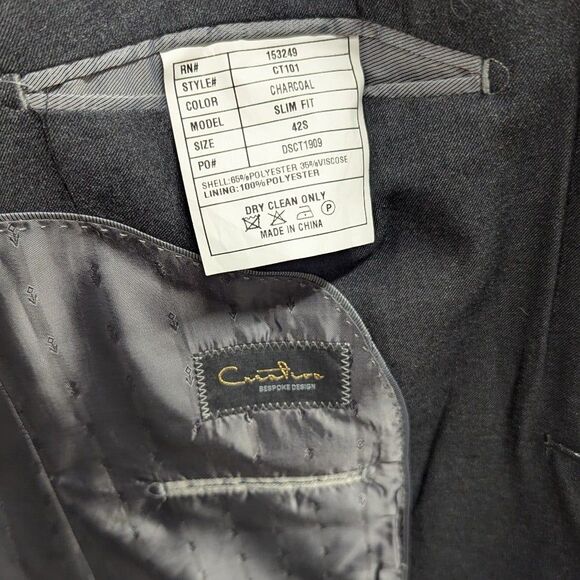 RN# 153249
STYLE# CT101
COLOR CHARCOAL
MODEL SLIM FIT
SIZE 42S
PO# DSCT1909
SHELL:65%POLYESTER 35%VISCOSE
LINING:100%POLYESTER
DRY CLEAN ONLY
P
MADE IN CHINA
Creativo
BESPOKE DESIGN